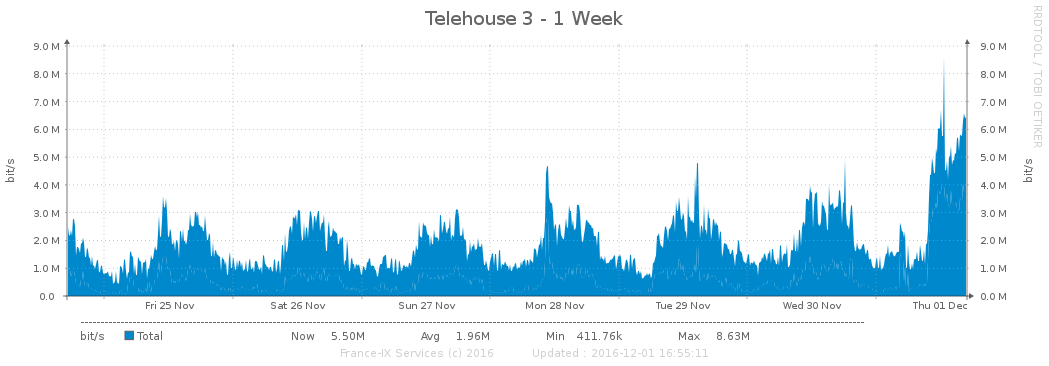 Telehouse 3 - 1 Week
RRDTOOL / TOBI OETIKER
bit/s
9.0 M
8.0 M
7.0 M
6.0 M
5.0 M
4.0 M
3.0 M
2.0 M
1.0 M
0.0
9.0 M
8.0 M
7.0 M
6.0 M
5.0 M
4.0 M
3.0 M
2.0 M
1.0 M
0.0 M
bit/s
Fri 25 Nov Sat 26 Nov Sun 27 Nov Mon 28 Nov Tue 29 Nov Wed 30 Nov Thu 01 Dec
bit/s Total Now 5.50M Avg 1.96M Min 411.76k Max 8.63M
France-IX Services (c) 2016 Updated : 2016-12-01 16:55:11